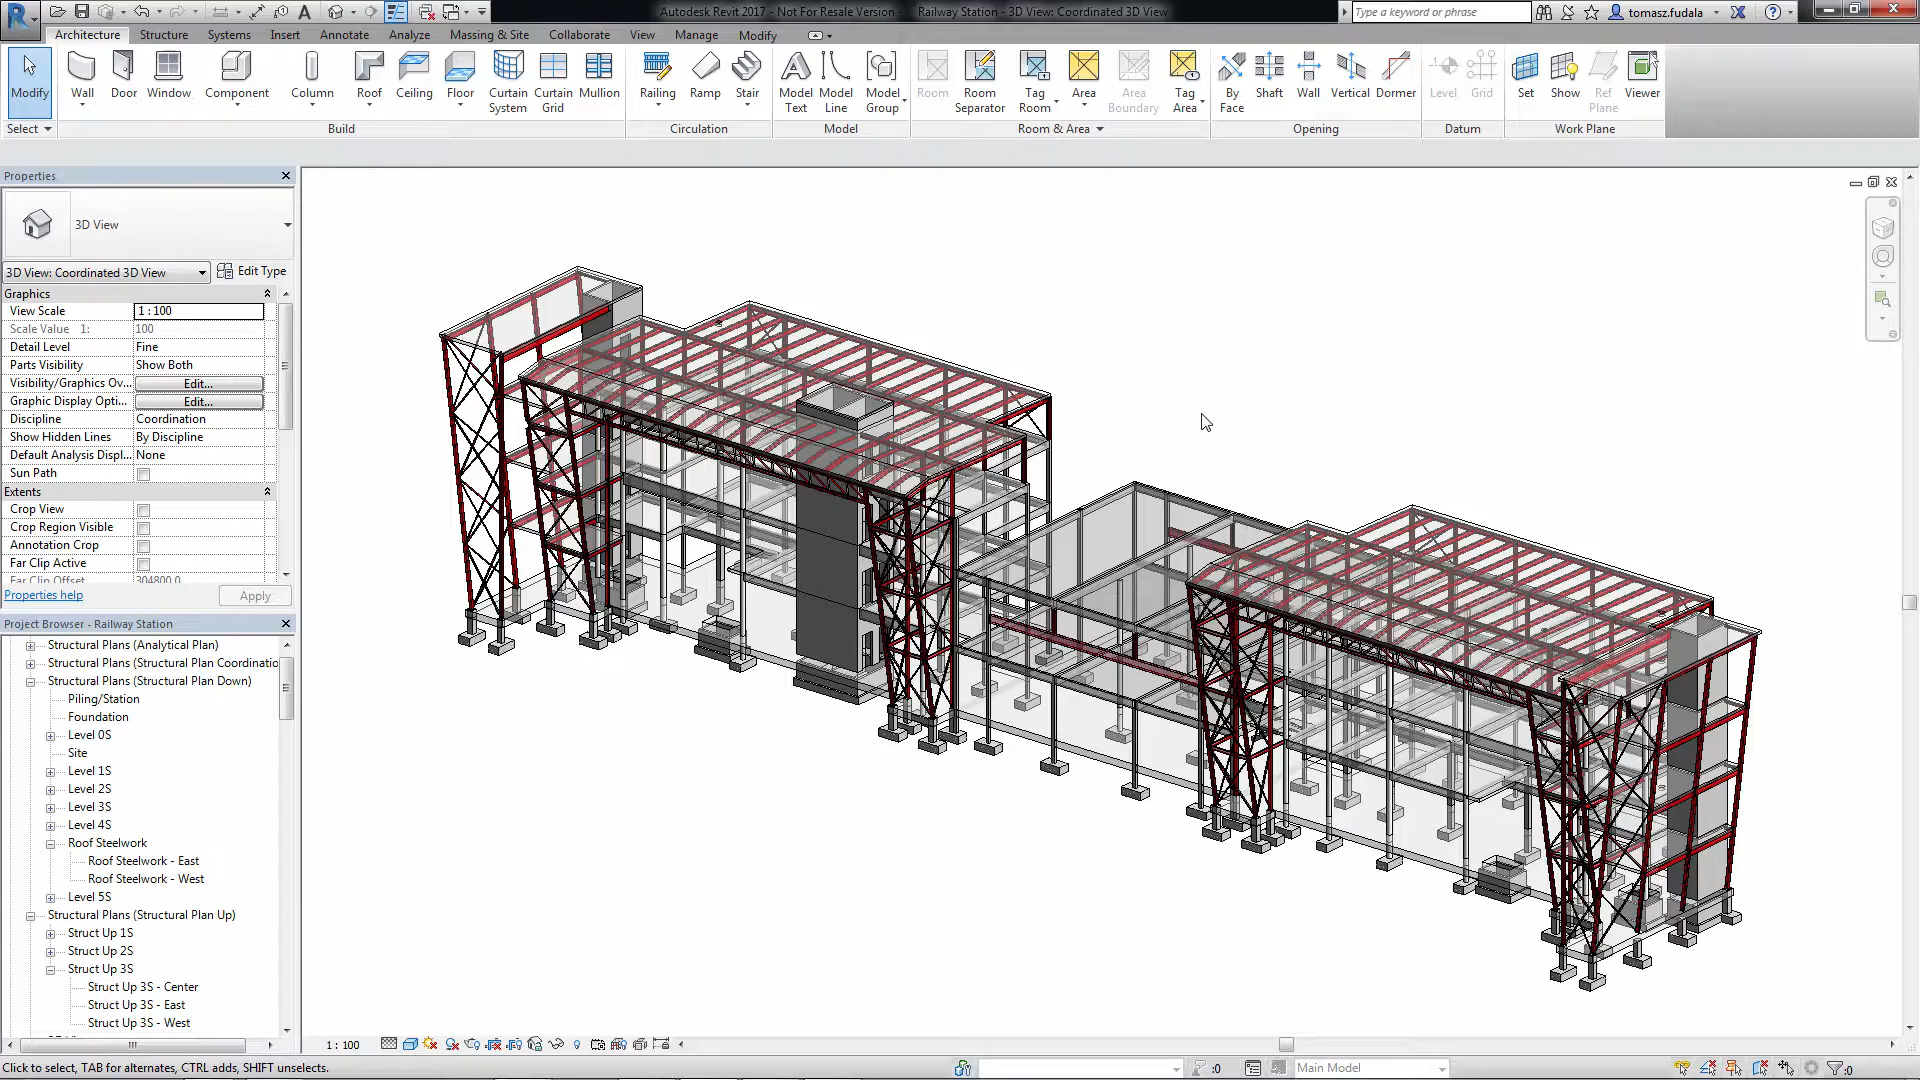 Autodesk Revit 2017 - Not For Resale Version - Railway Station - 3D View: Coordinated 3D View
Type a keyword or phrase
tomasz.fudala
Architecture Structure Systems Insert Annotate Analyze Massing & Site Collaborate View Manage Modify
Modify Wall Door Window Component Column Roof Ceiling Floor Curtain System Curtain Grid Mullion Railing Ramp Stair Model Text Model Line Model Group Room Room Separator Tag Room Area Area Boundary Tag Area By Face Shaft Wall Vertical Dormer Level Grid Set Show Ref Plane Viewer
Select Build Circulation Model Room & Area Opening Datum Work Plane
Properties
3D View
3D View: Coordinated 3D View Edit Type
Graphics
View Scale 1 : 100
Scale Value 1: 100
Detail Level Fine
Parts Visibility Show Both
Visibility/Graphics Ov... Edit...
Graphic Display Opti... Edit...
Discipline Coordination
Show Hidden Lines By Discipline
Default Analysis Displ... None
Sun Path
Extents
Crop View
Crop Region Visible
Annotation Crop
Far Clip Active
Far Clip Offset 304800.0
Properties help Apply
Project Browser - Railway Station
Structural Plans (Analytical Plan)
Structural Plans (Structural Plan Coordinatio
Structural Plans (Structural Plan Down)
Piling/Station
Foundation
Level 0S
Site
Level 1S
Level 2S
Level 3S
Level 4S
Roof Steelwork
Roof Steelwork - East
Roof Steelwork - West
Level 5S
Structural Plans (Structural Plan Up)
Struct Up 1S
Struct Up 2S
Struct Up 3S
Struct Up 3S - Center
Struct Up 3S - East
Struct Up 3S - West
1 : 100
Click to select, TAB for alternates, CTRL adds, SHIFT unselects.
:0
Main Model
:0